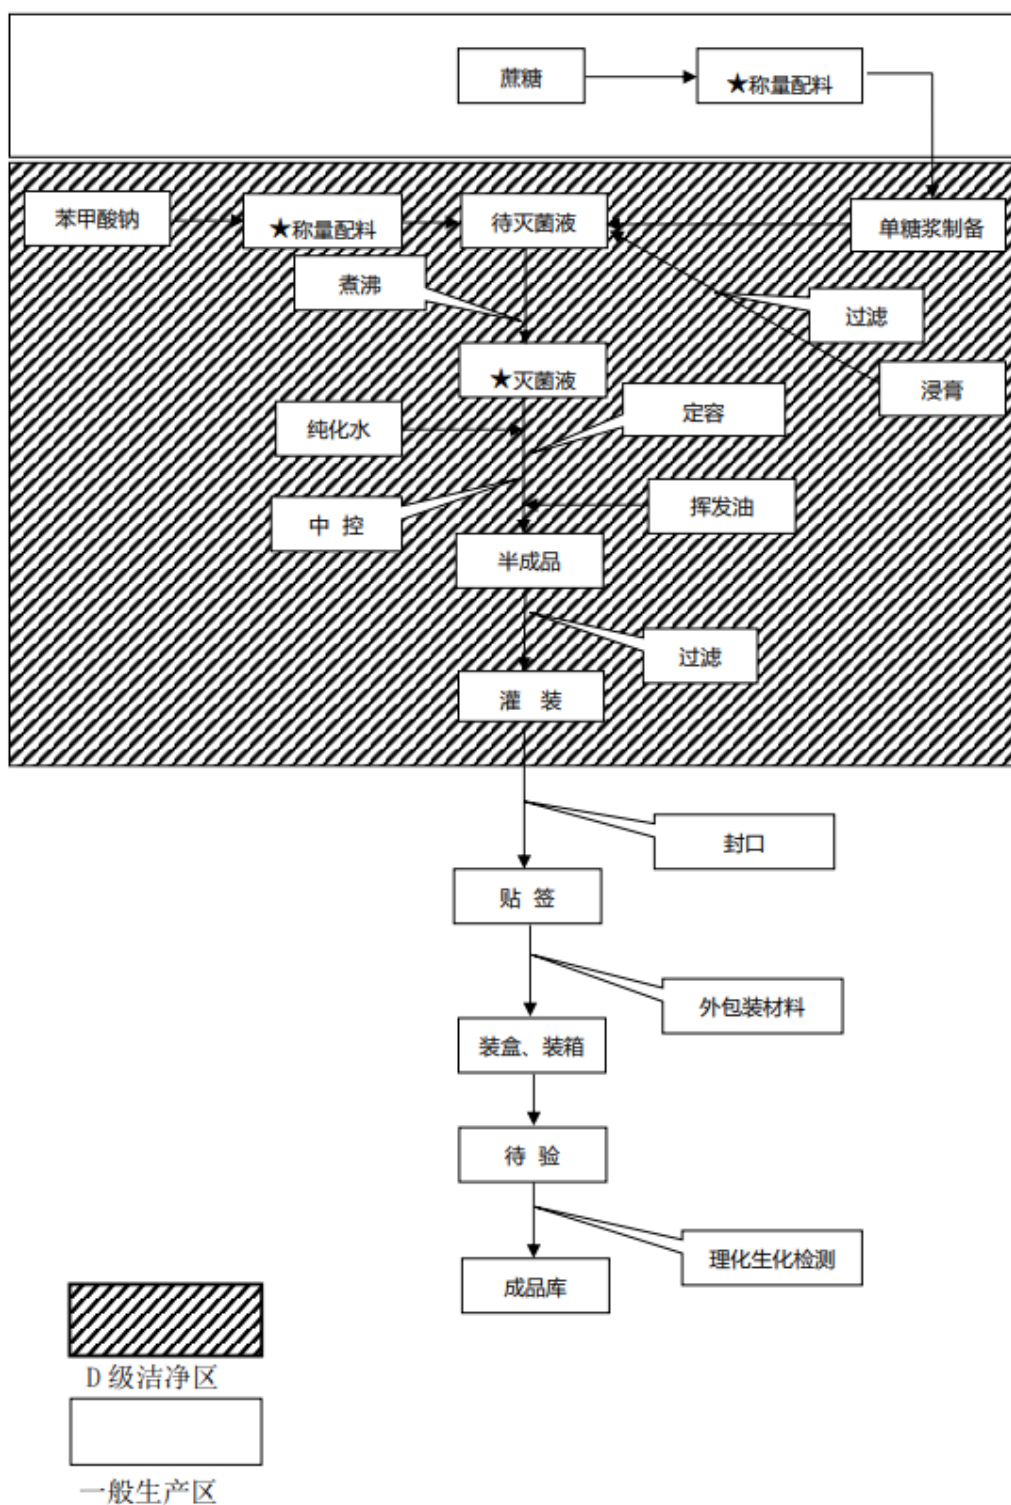 蔗糖
★称量配料
苯甲酸钠
★称量配料
待灭菌液
单糖浆制备
煮沸
过滤
★灭菌液
浸膏
纯化水
定容
中 控
挥发油
半成品
过滤
灌 装
封口
贴 签
外包装材料
装盒、装箱
待 验
理化生化检测
成品库
D级洁净区
一般生产区